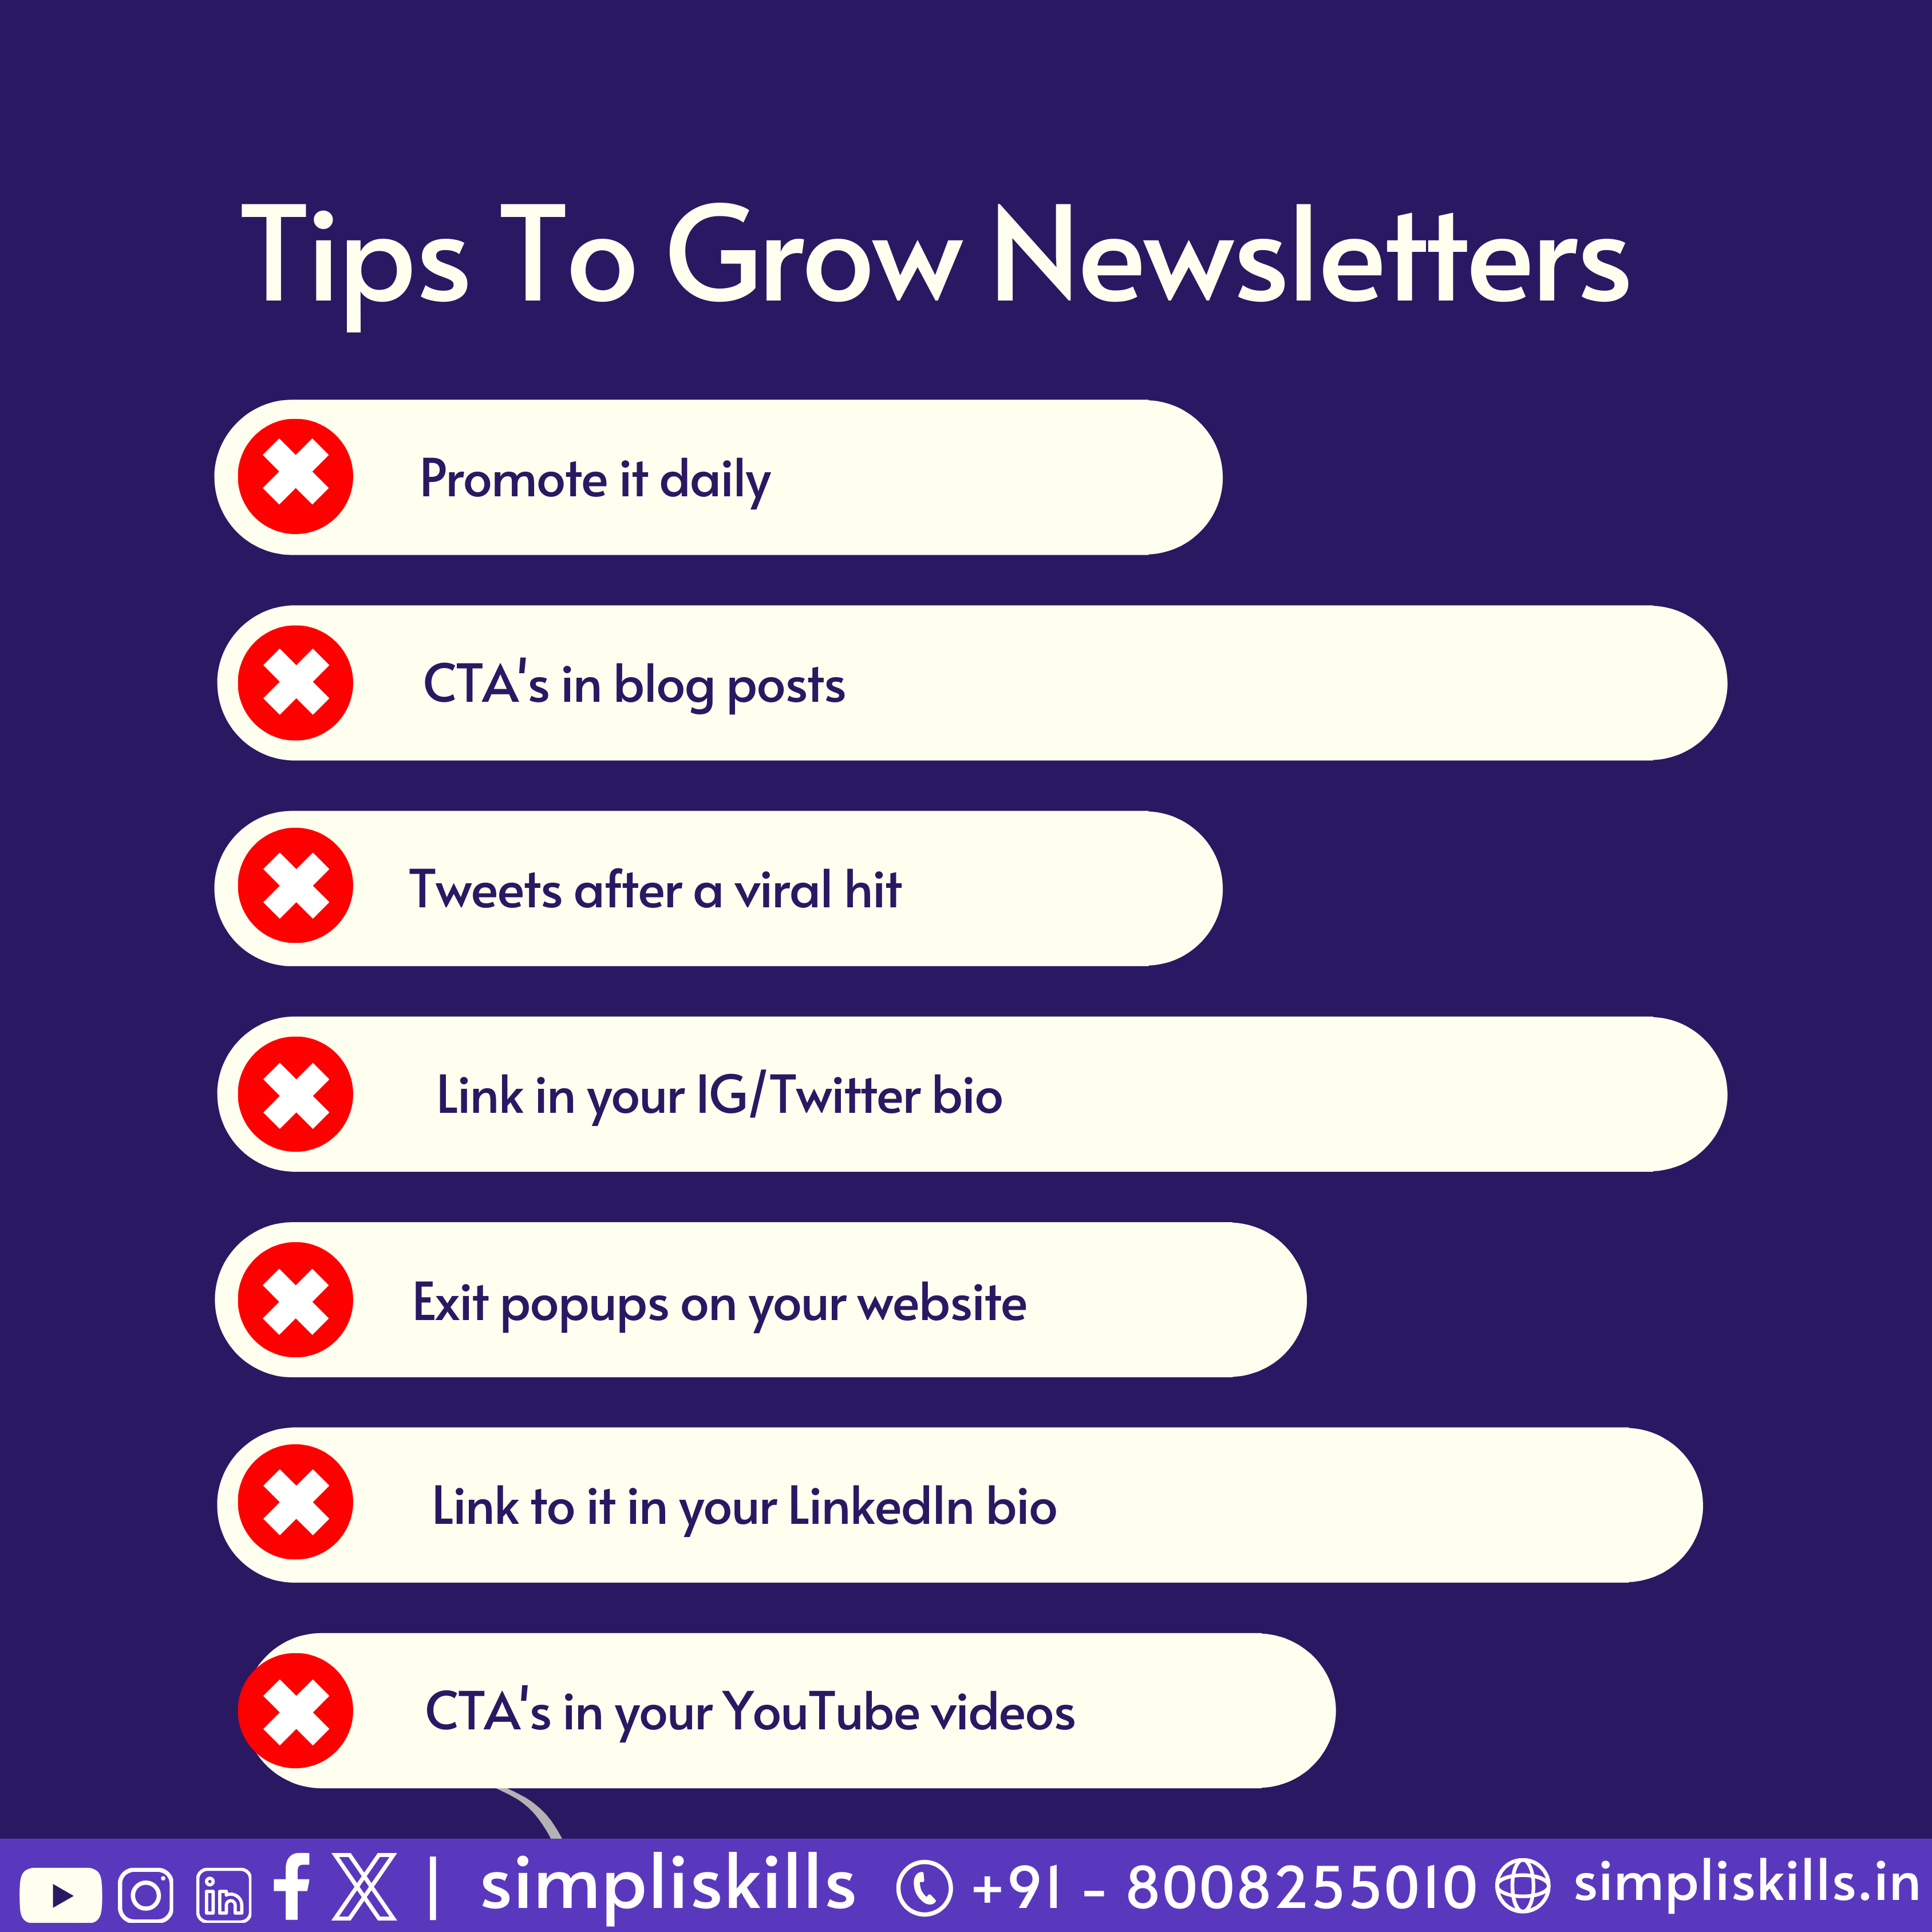 Tips To Grow Newsletters
Promote it daily
CTA's in blog posts
Tweets after a viral hit
Link in your IG/Twitter bio
Exit popups on your website
Link to it in your LinkedIn bio
CTA's in your YouTube videos
in f X | simpliskills +91 - 8008255010 simpliskills.in